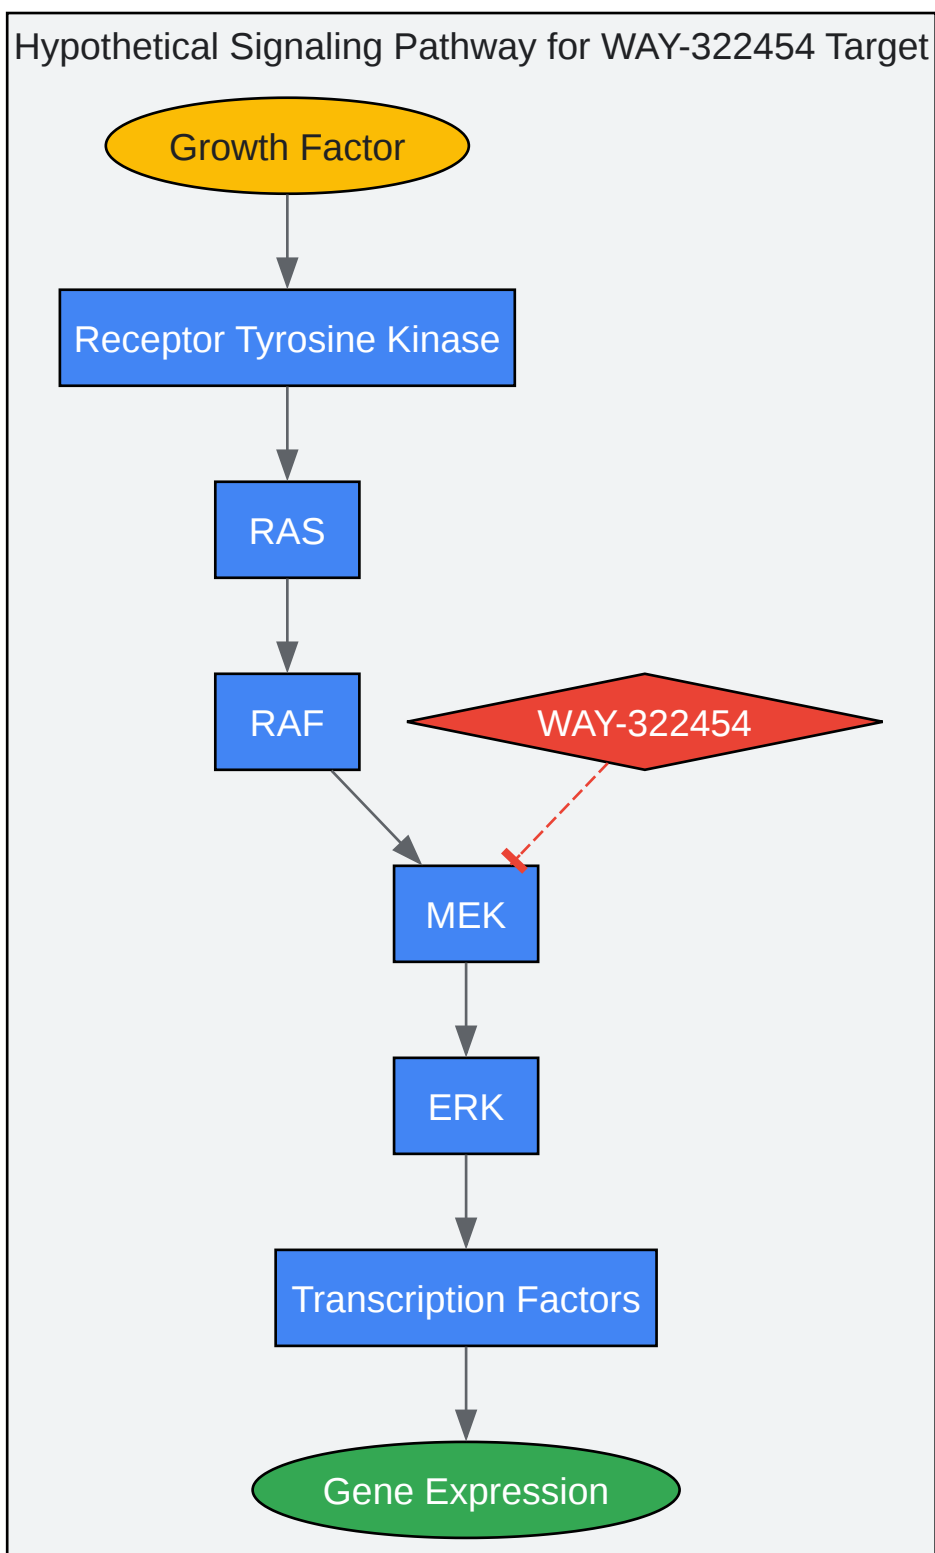 Hypothetical Signaling Pathway for WAY-322454 Target
Growth Factor
Receptor Tyrosine Kinase
RAS
RAF
WAY-322454
MEK
ERK
Transcription Factors
Gene Expression